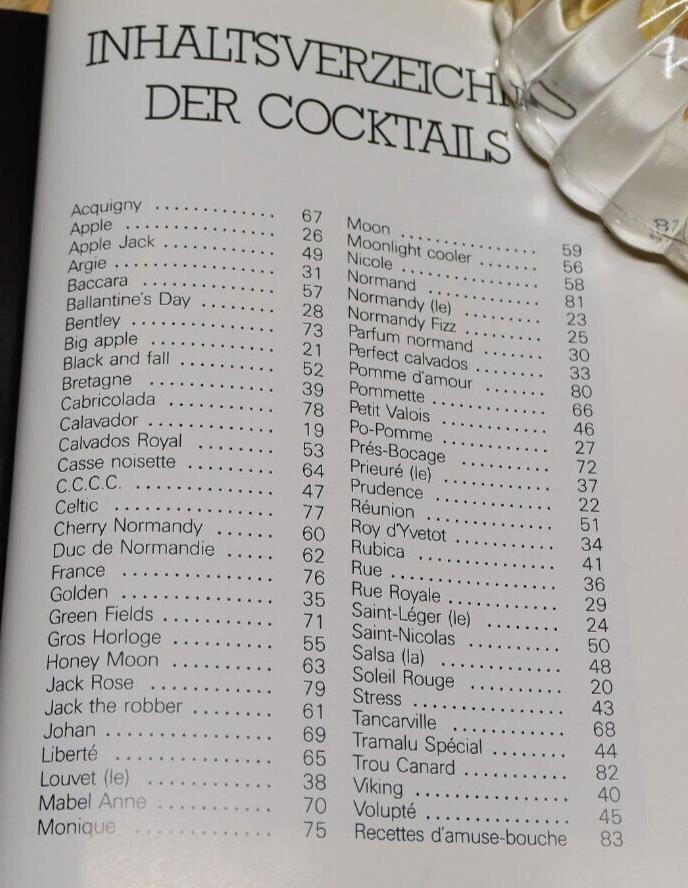 INHALTSVERZEICH
DER COCKTAILS
Acquigny ............. 67
Apple ............. 26
Apple Jack ............ 49
Argie .............. 31
Baccara ............ 57
Ballantine's Day ........ 28
Bentley ............. 73
Big apple ............ 21
Black and fall .......... 52
Bretagne ............ 39
Cabricolada ........... 78
Calavador ............ 19
Calvados Royal ........ 53
Casse noisette ......... 64
C.C.C.C. ............. 47
Celtic .............. 77
Cherry Normandy ...... 60
Duc de Normandie ..... 62
France .............. 76
Golden .............. 35
Green Fields ........... 71
Gros Horloge .......... 55
Honey Moon .......... 63
Jack Rose ............ 79
Jack the robber ........ 61
Johan ............... 69
Liberté .............. 65
Louvet (le) ............ 38
Mabel Anne ........... 70
Monique ............. 75
Moon .............. 59
Moonlight cooler ....... 56
Nicole .............. 58
Normand ............ 81
Normandy (le) ......... 23
Normandy Fizz ......... 25
Parfum normand ....... 30
Perfect calvados ........ 33
Pomme d'amour ....... 80
Pommette ............ 66
Petit Valois ............ 46
Po-Pomme ........... 27
Prés-Bocage .......... 72
Prieuré (le) ............ 37
Prudence ............ 22
Réunion ............. 51
Roy d'Yvetot .......... 34
Rubica .............. 41
Rue ................ 36
Rue Royale ........... 29
Saint-Léger (le) ........ 24
Saint-Nicolas .......... 50
Salsa (la) ............ 48
Soleil Rouge .......... 20
Stress .............. 43
Tancarville ........... 68
Tramalu Spécial ........ 44
Trou Canard .......... 82
Viking .............. 40
Volupté ............. 45
Recettes d'amuse-bouche 83